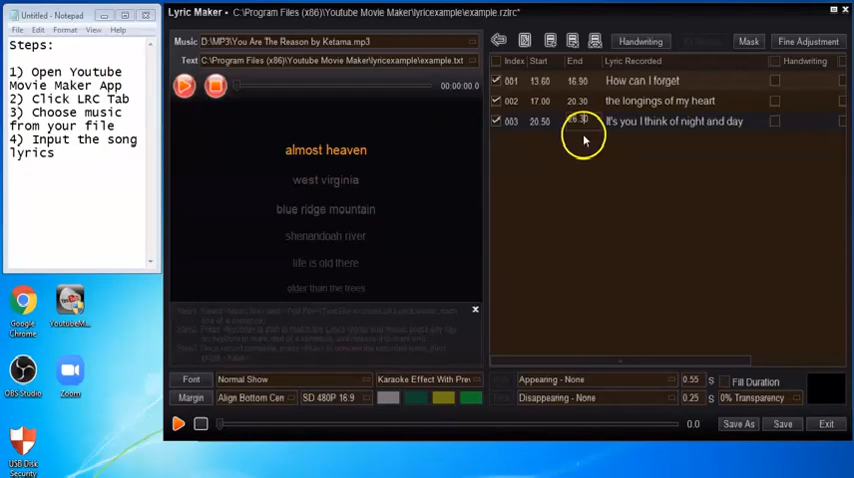 Untitled - Notepad
File Edit Format View Help
Steps:
1) Open Youtube
Movie Maker App
2) Click LRC Tab
3) Choose music
from your file
4) Input the song
lyrics
Google
Chrome
YoutubeM...
OBS Studio
Zoom
USB Disk
Security
Lyric Maker - C:\Program Files (x86)\Youtube Movie Maker\lyricexample\example.rzlrc*
Music D:\MP3\You Are The Reason by Ketama.mp3
Text C:\Program Files (x86)\Youtube Movie Maker\lyricexample\example.txt
00:00:00.0
almost heaven
west virginia
blue ridge mountain
shenandoah river
life is old there
older than the trees
Handwriting Mask Fine Adjustment
Index Start End Lyric Recorded Handwriting
001 13.60 16.90 How can I forget
002 17.00 20.30 the longings of my heart
003 20.50 26.30 It's you I think of night and day
Font Normal Show Karaoke Effect With Prev
Margin Align Bottom Cen SD 480P 16:9
Appearing - None 0.55 S Fill Duration
Disappearing - None 0.25 S 0% Transparency
0.0 Save As Save Exit